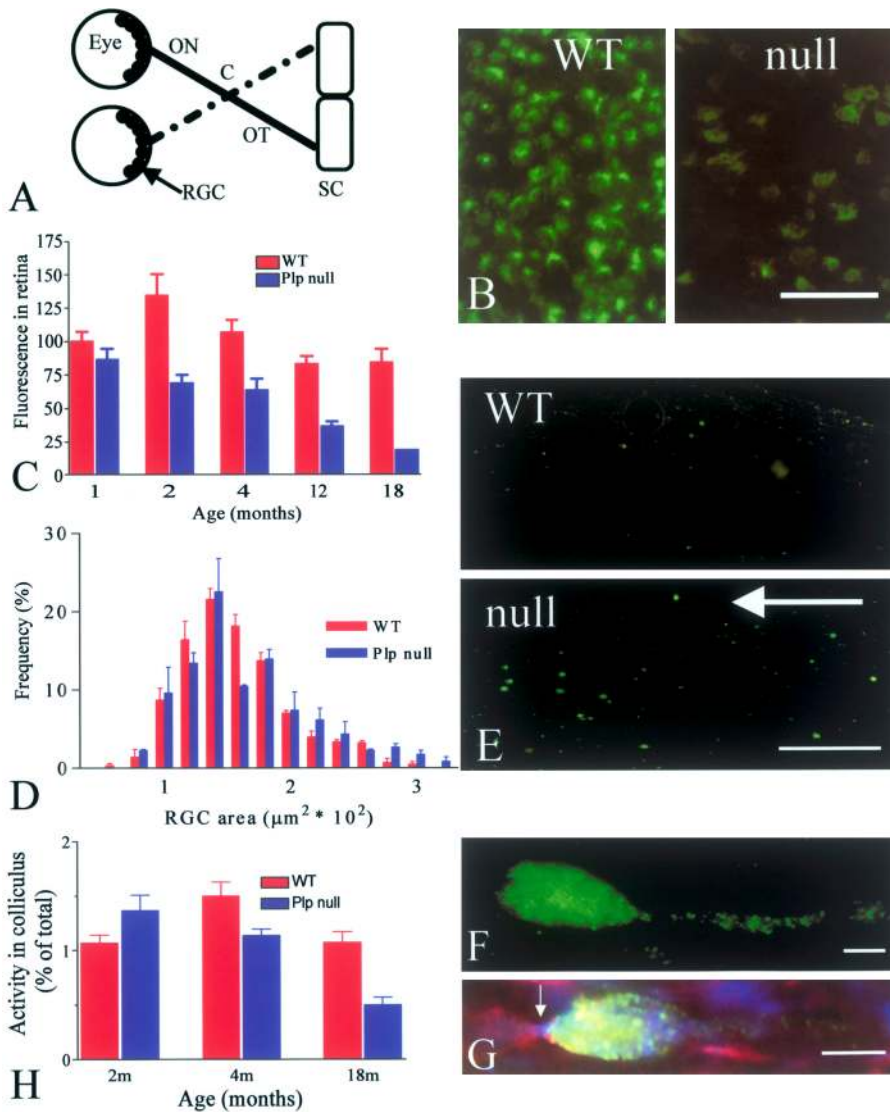 Eye
ON
C
OT
RGC
SC
A
WT
null
B
Fluorescence in retina
175
150
125
100
75
50
25
0
WT
Plp null
1 2 4 12 18
Age (months)
C
WT
null
E
Frequency (%)
30
20
10
0
WT
Plp null
1 2 3
RGC area (µm² * 10²)
D
F
G
Activity in colliculus
(% of total)
2
1
0
WT
Plp null
2m 4m 18m
Age (months)
H